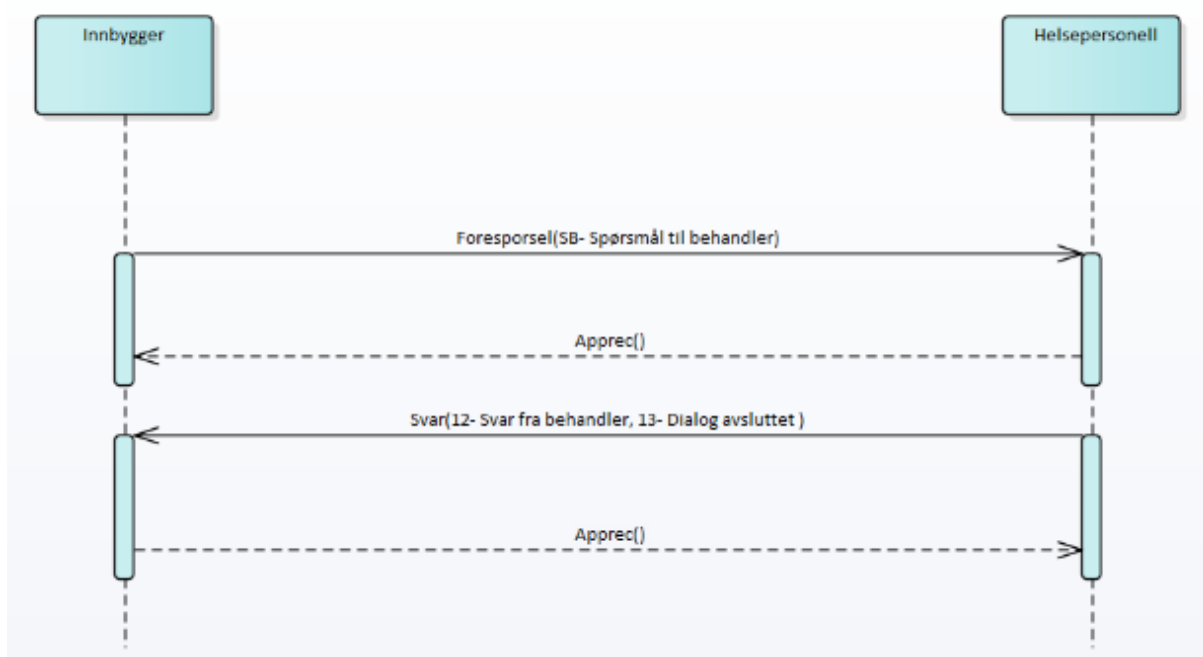 Innbygger
Helsepersonell
Foresporsel(SB- Spørsmål til behandler)
Apprec()
Svar(12- Svar fra behandler, 13- Dialog avsluttet )
Apprec()